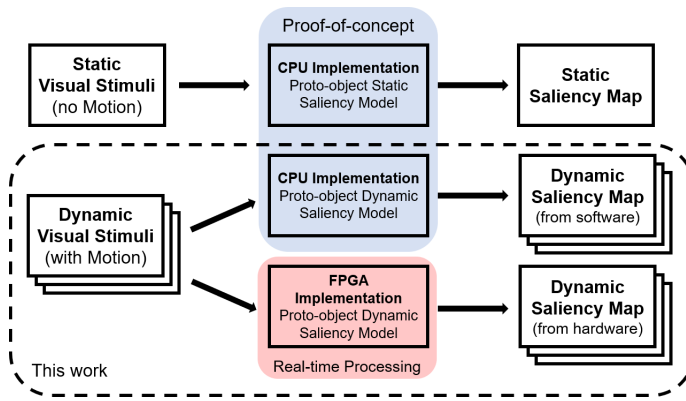 Proof-of-concept
Static
Visual Stimuli
(no Motion)
CPU Implementation
Proto-object Static
Saliency Model
Static
Saliency Map
Dynamic
Visual Stimuli
(with Motion)
CPU Implementation
Proto-object Dynamic
Saliency Model
Dynamic
Saliency Map
(from software)
FPGA
Implementation
Proto-object Dynamic
Saliency Model
Dynamic
Saliency Map
(from hardware)
Real-time Processing
This work